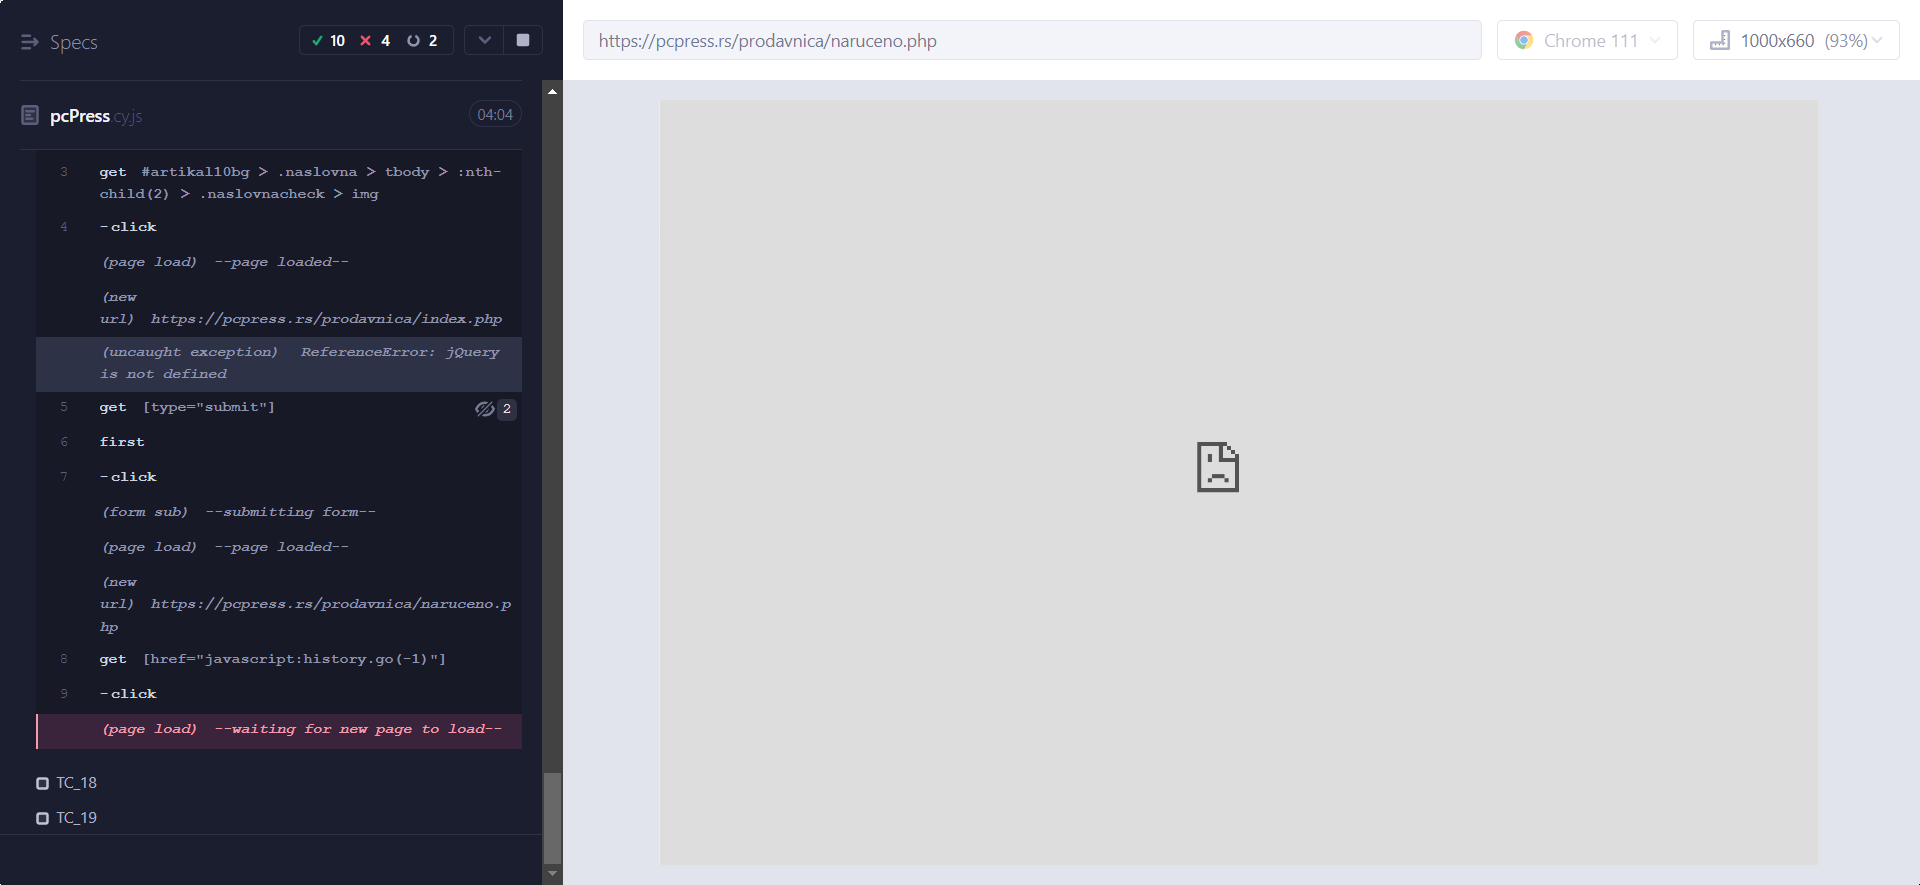 Specs
10 4 2
https://pcpress.rs/prodavnica/naruceno.php
Chrome 111
1000x660 (93%)
pcPress.cy.js
04:04
3 get #artikal10bg > .naslovna > tbody > :nth-
child(2) > .naslovnacheck > img
4 -click
(page load) --page loaded--
(new
url) https://pcpress.rs/prodavnica/index.php
(uncaught exception) ReferenceError: jQuery
is not defined
5 get [type="submit"] 2
6 first
7 -click
(form sub) --submitting form--
(page load) --page loaded--
(new
url) https://pcpress.rs/prodavnica/naruceno.p
hp
8 get [href="javascript:history.go(-1)"]
9 -click
(page load) --waiting for new page to load--
TC_18
TC_19